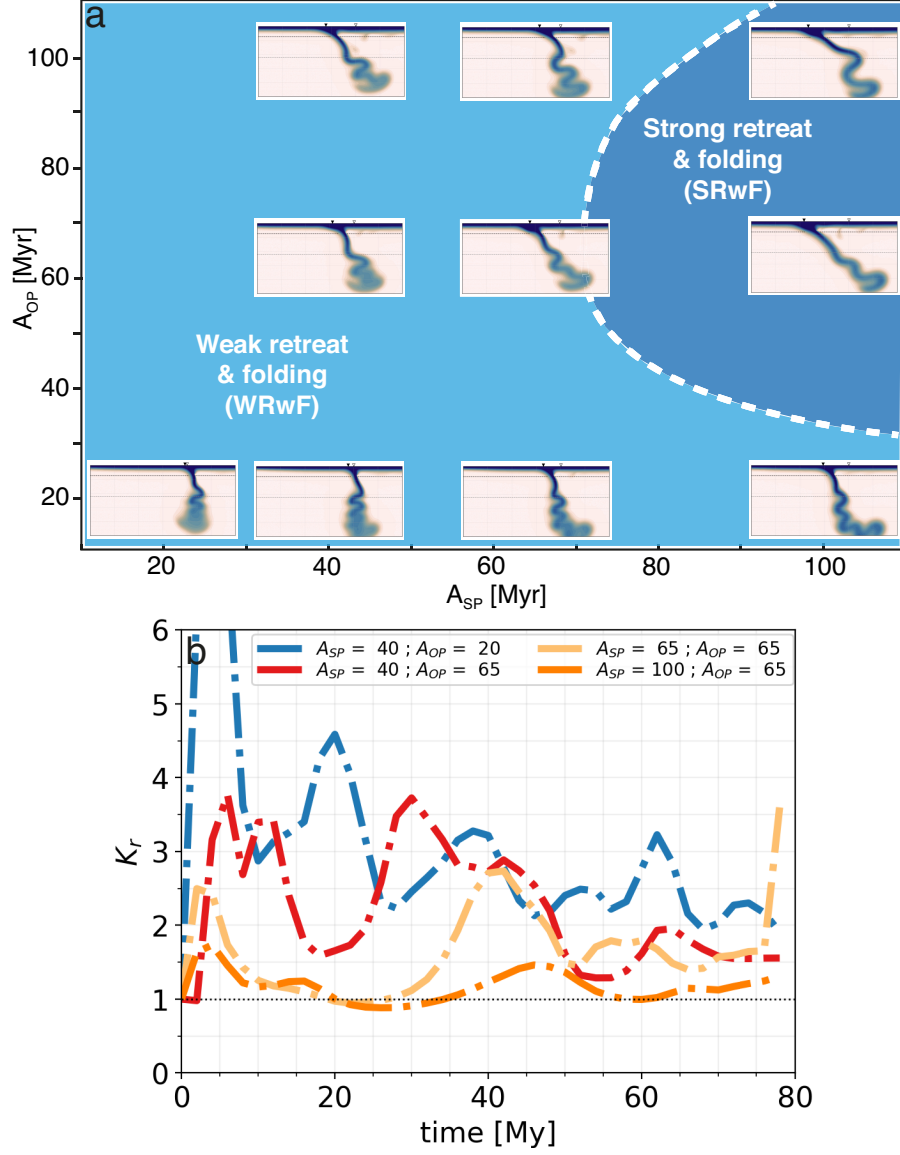 a
100
80
60
40
20
A_OP [Myr]
Strong retreat
& folding
(SRwF)
Weak retreat
& folding
(WRwF)
20 40 60 80 100
A_SP [Myr]
b
A_SP = 40 ; A_OP = 20
A_SP = 40 ; A_OP = 65
A_SP = 65 ; A_OP = 65
A_SP = 100 ; A_OP = 65
6
5
4
3
2
1
0
K_r
0 20 40 60 80
time [My]